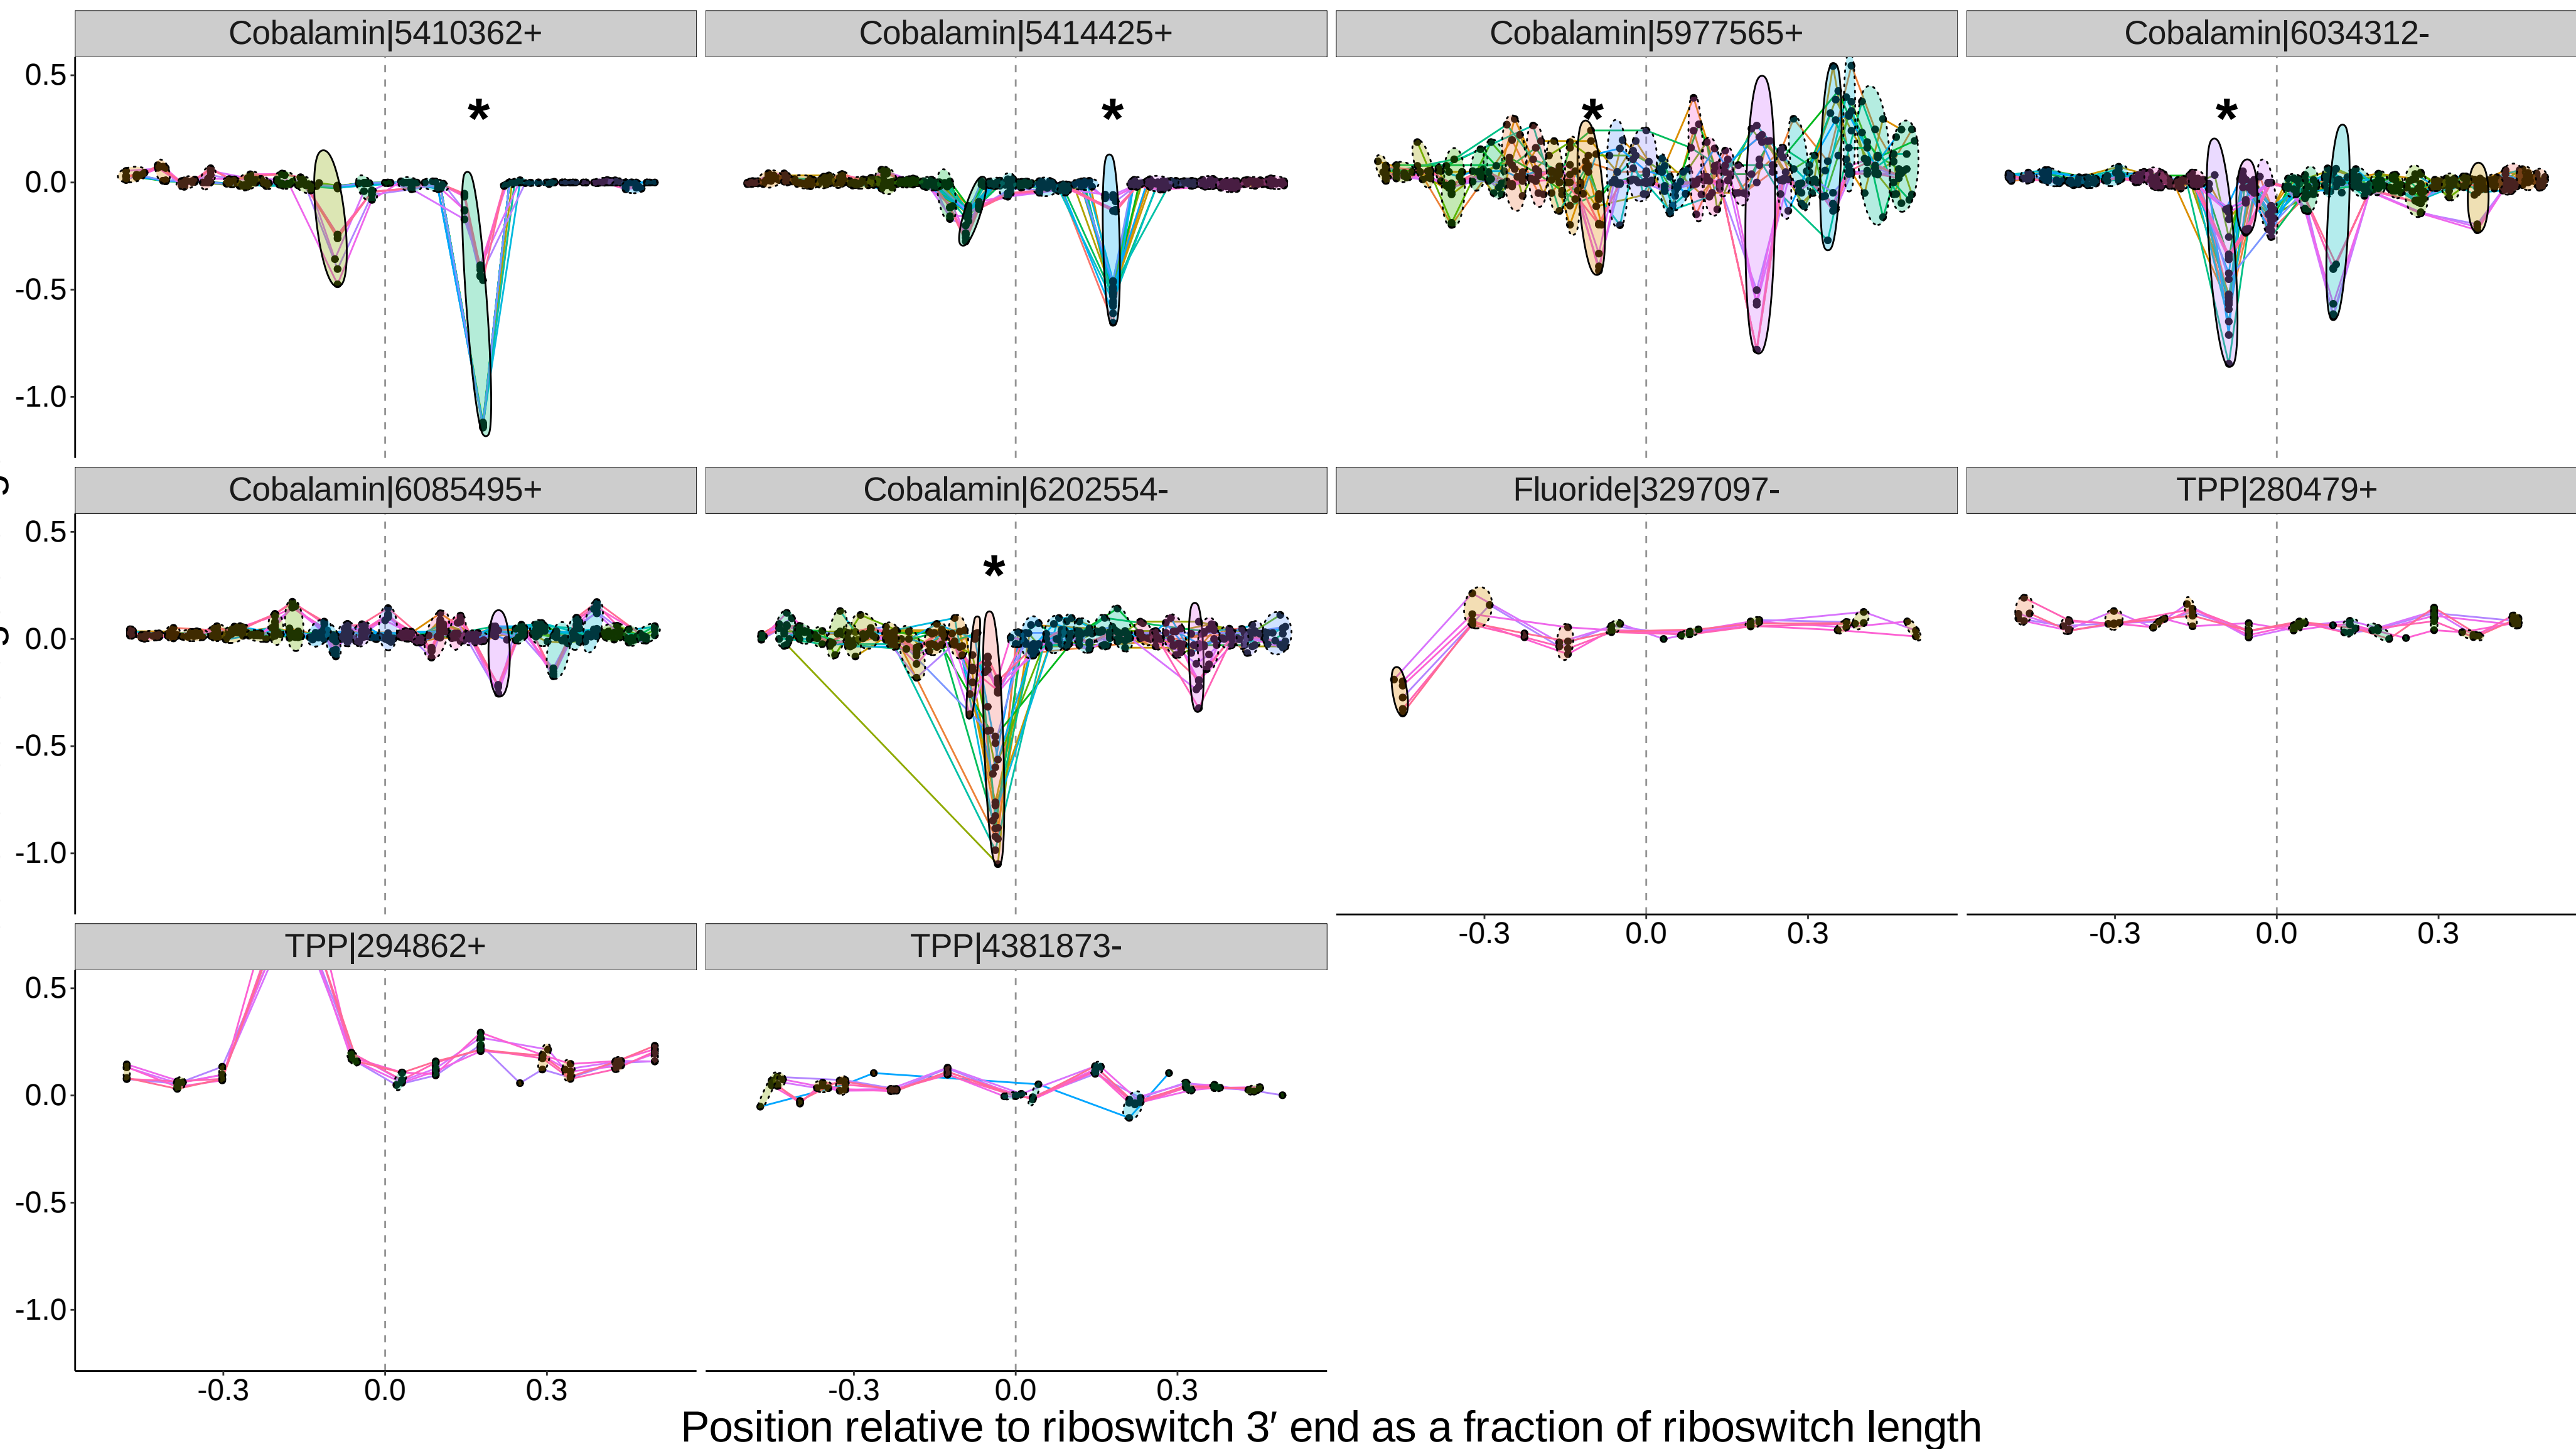 Cobalamin|5410362+ Cobalamin|5414425+ Cobalamin|5977565+ Cobalamin|6034312-
0.5
* * * *
0.0
-0.5
-1.0
Cobalamin|6085495+ Cobalamin|6202554- Fluoride|3297097- TPP|280479+
0.5
*
0.0
-0.5
-1.0
-0.3 0.0 0.3 -0.3 0.0 0.3
TPP|294862+ TPP|4381873-
0.5
0.0
-0.5
-1.0
-0.3 0.0 0.3 -0.3 0.0 0.3
Position relative to riboswitch 3′ end as a fraction of riboswitch length